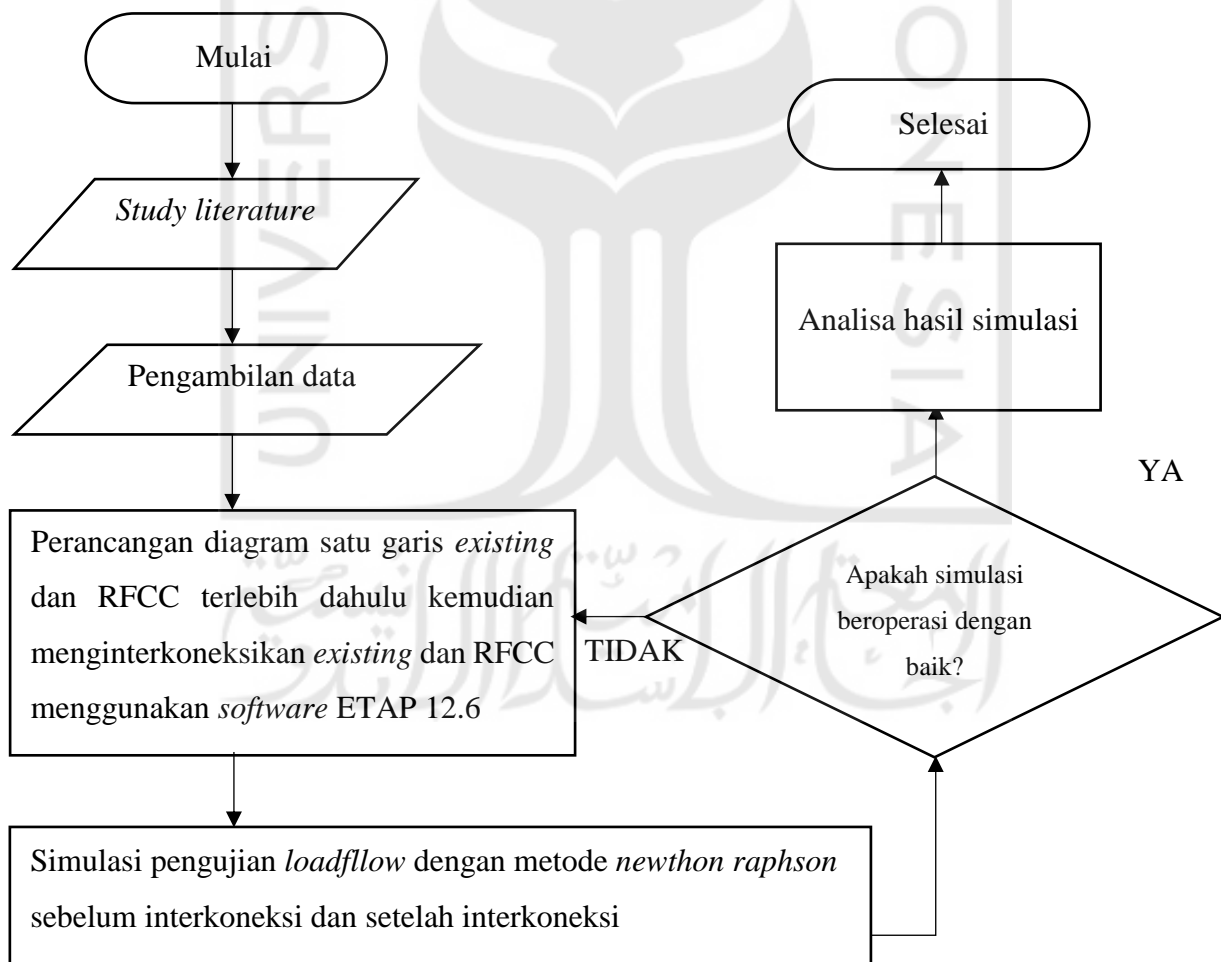 Mulai
Study literature
Pengambilan data
Perancangan diagram satu garis existing
dan RFCC terlebih dahulu kemudian
menginterkoneksikan existing dan RFCC
menggunakan software ETAP 12.6
Simulasi pengujian loadfllow dengan metode newthon raphson
sebelum interkoneksi dan setelah interkoneksi
Apakah simulasi
beroperasi dengan
baik?
TIDAK
YA
Analisa hasil simulasi
Selesai
UNIVERS
ONESIA